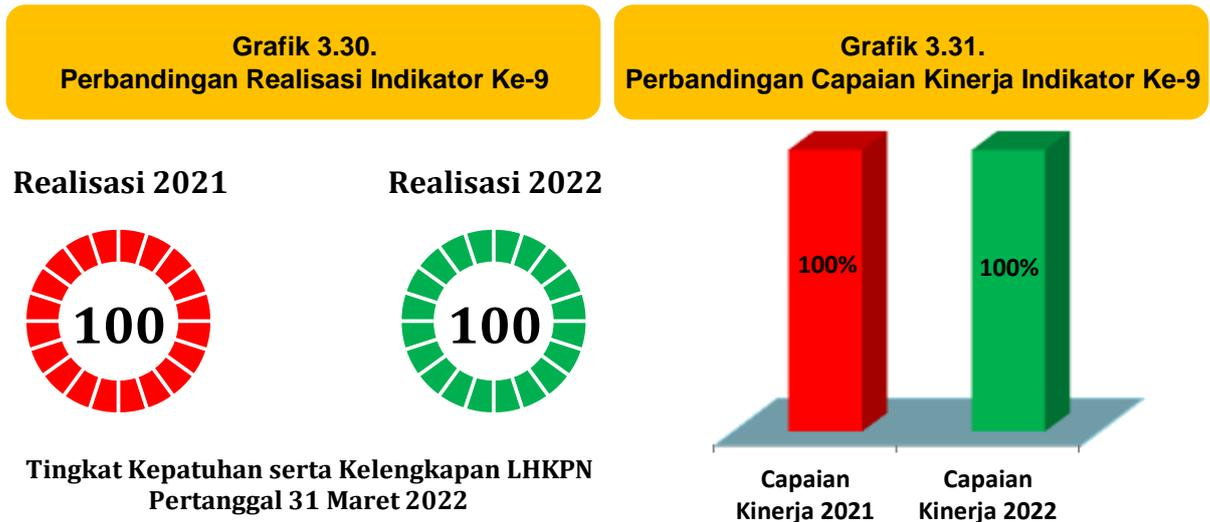 Grafik 3.30.
Perbandingan Realisasi Indikator Ke-9
Realisasi 2021
Realisasi 2022
100
100
Tingkat Kepatuhan serta Kelengkapan LHKPN
Pertanggal 31 Maret 2022
Grafik 3.31.
Perbandingan Capaian Kinerja Indikator Ke-9
100%
100%
Capaian
Kinerja 2021
Capaian
Kinerja 2022